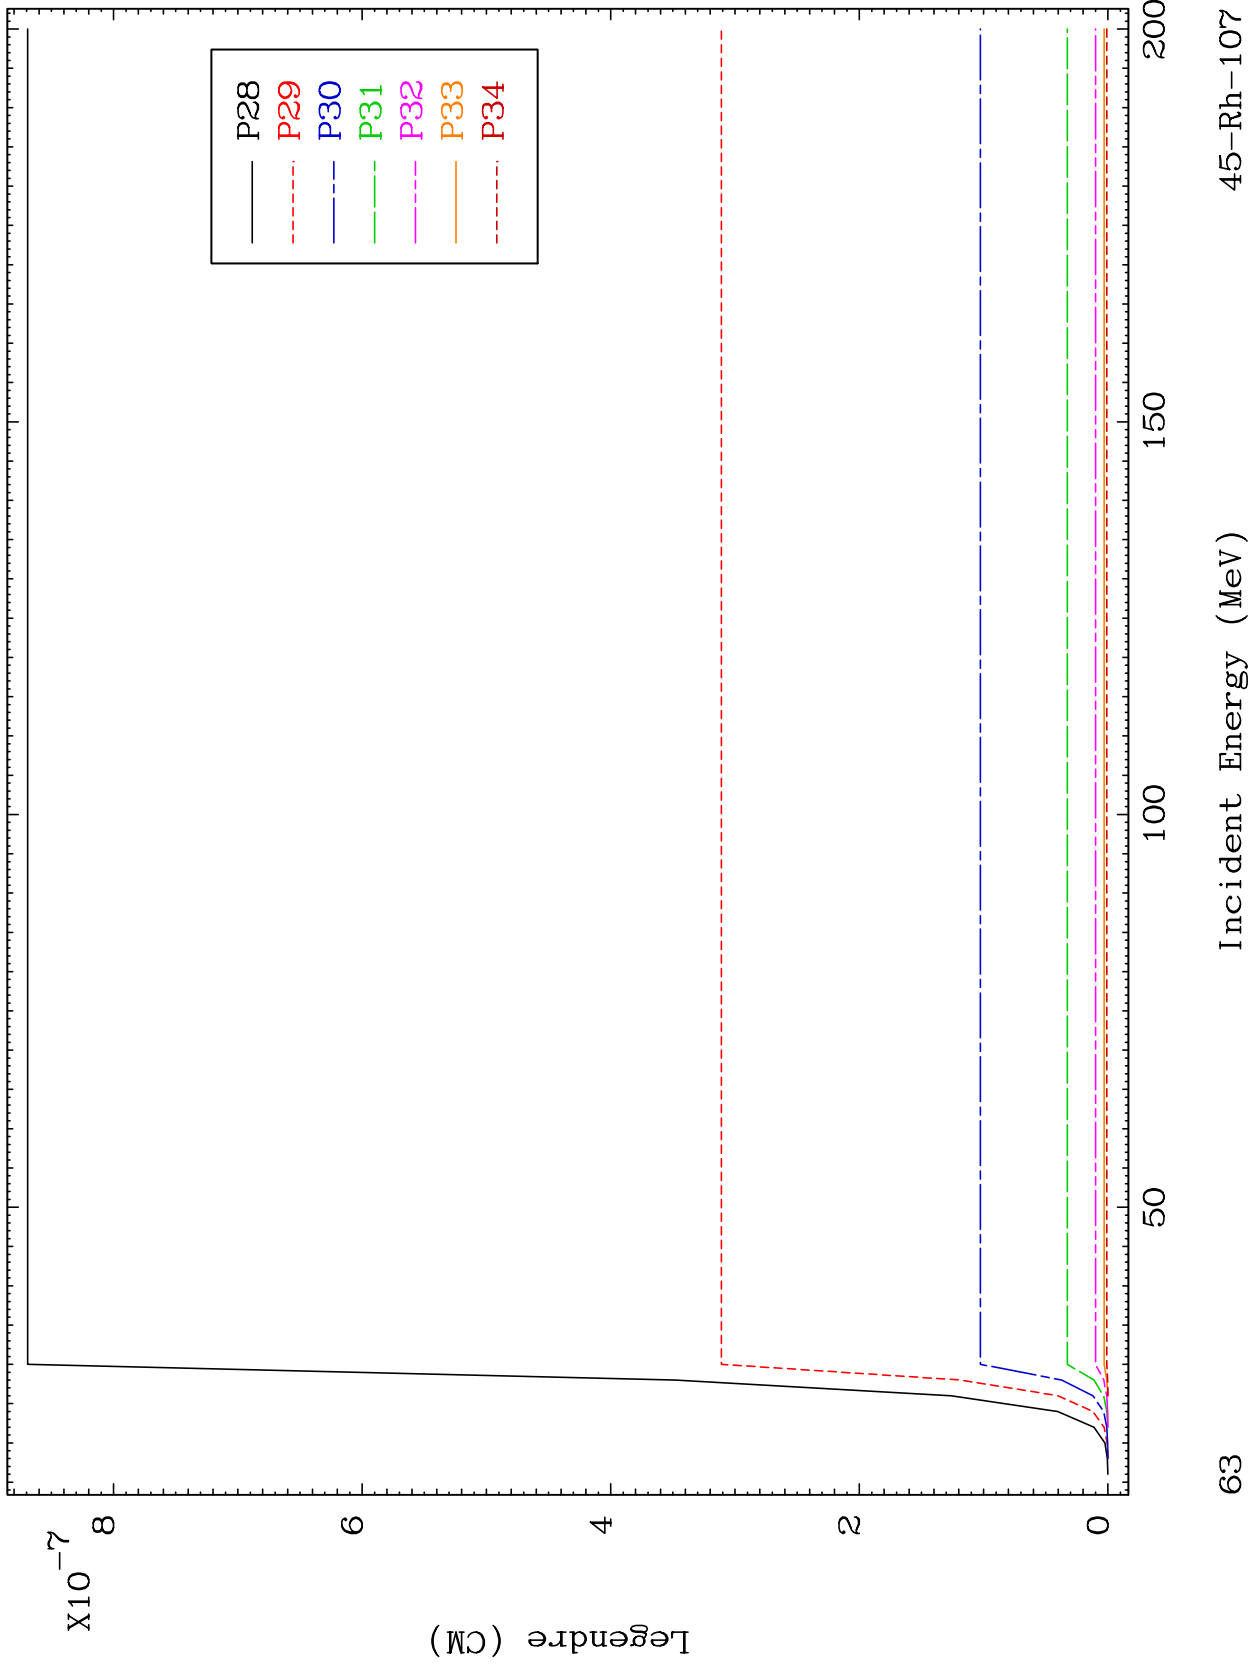 X10-7
8
6
4
2
0
Legendre (CM)
P28
P29
P30
P31
P32
P33
P34
50
100
150
200
Incident Energy (MeV)
63
45-Rh-107